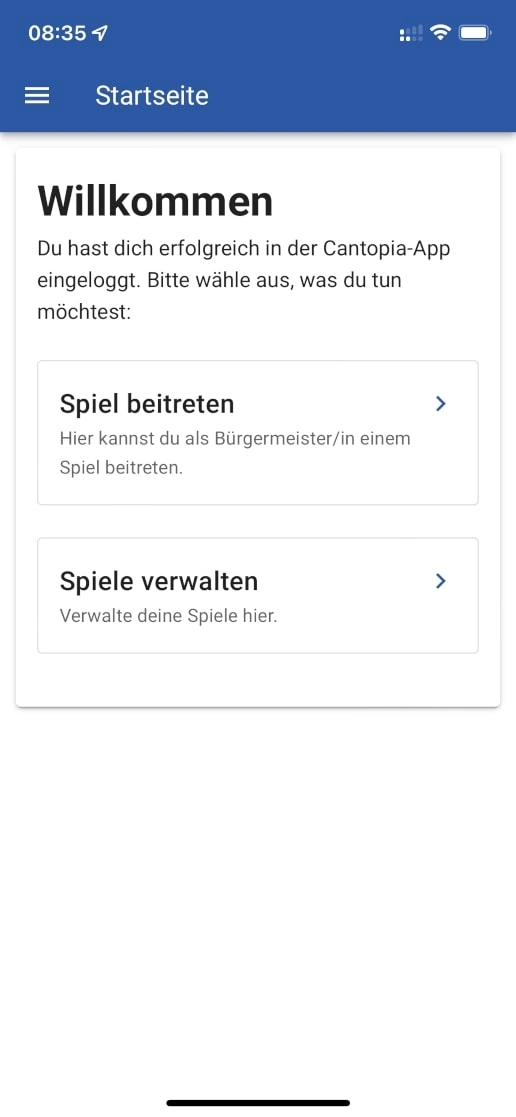 08:35
Startseite
Willkommen
Du hast dich erfolgreich in der Cantopia-App
eingeloggt. Bitte wähle aus, was du tun
möchtest:
Spiel beitreten
Hier kannst du als Bürgermeister/in einem
Spiel beitreten.
Spiele verwalten
Verwalte deine Spiele hier.